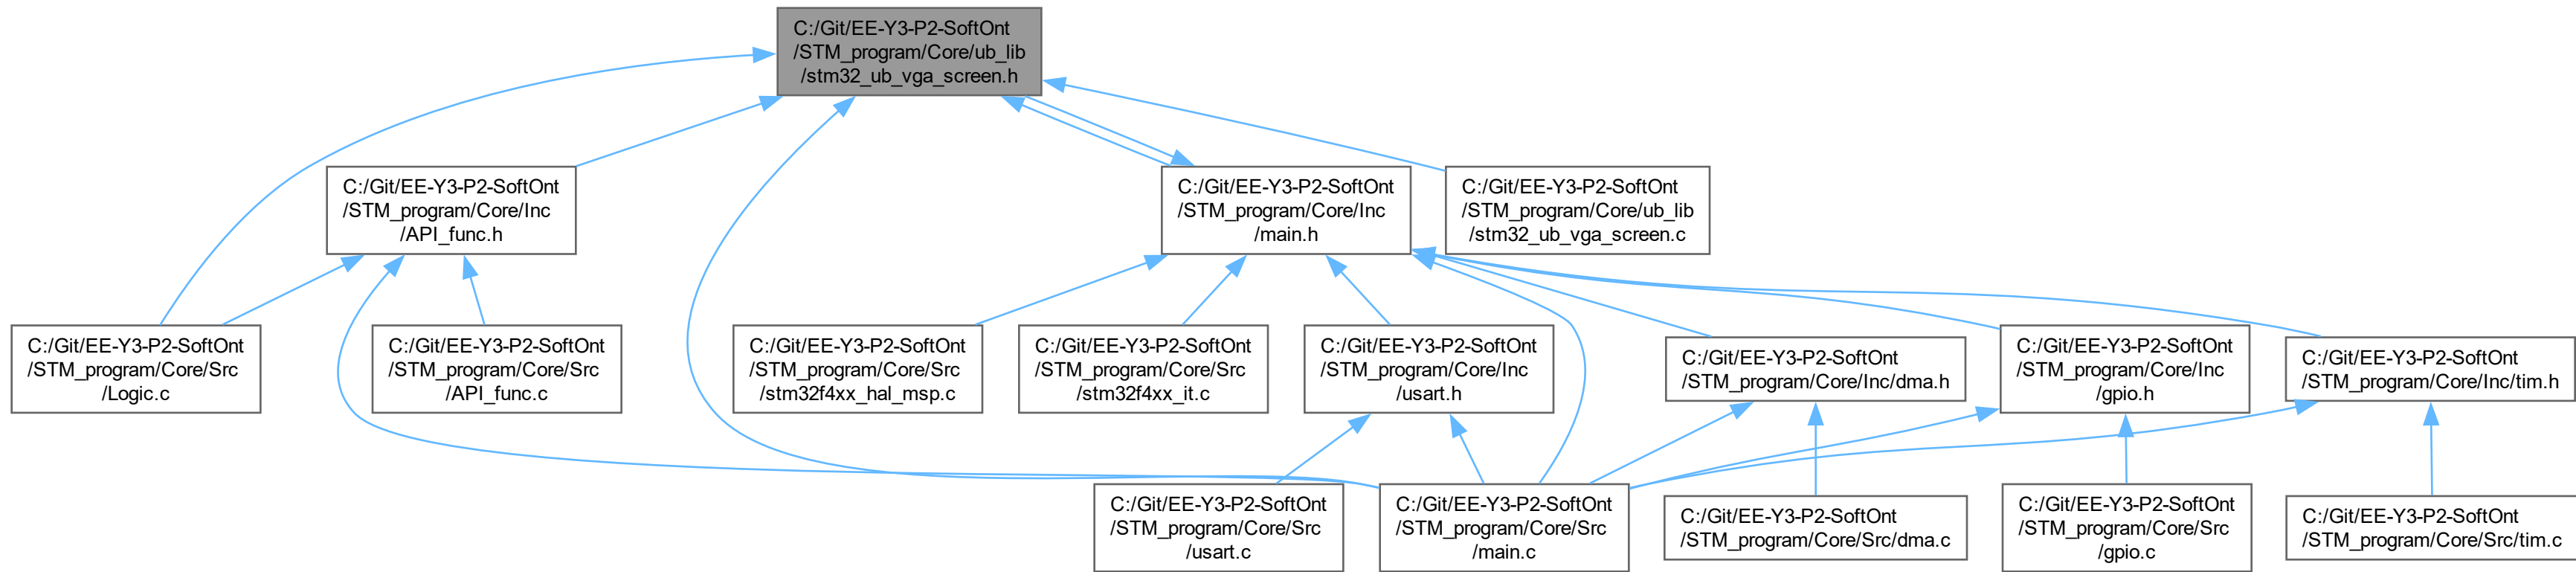 C:/Git/EE-Y3-P2-SoftOnt
/STM_program/Core/ub_lib
/stm32_ub_vga_screen.h
C:/Git/EE-Y3-P2-SoftOnt
/STM_program/Core/Inc
/API_func.h
C:/Git/EE-Y3-P2-SoftOnt
/STM_program/Core/Inc
/main.h
C:/Git/EE-Y3-P2-SoftOnt
/STM_program/Core/ub_lib
/stm32_ub_vga_screen.c
C:/Git/EE-Y3-P2-SoftOnt
/STM_program/Core/Src
/Logic.c
C:/Git/EE-Y3-P2-SoftOnt
/STM_program/Core/Src
/API_func.c
C:/Git/EE-Y3-P2-SoftOnt
/STM_program/Core/Src
/stm32f4xx_hal_msp.c
C:/Git/EE-Y3-P2-SoftOnt
/STM_program/Core/Src
/stm32f4xx_it.c
C:/Git/EE-Y3-P2-SoftOnt
/STM_program/Core/Inc
/usart.h
C:/Git/EE-Y3-P2-SoftOnt
/STM_program/Core/Inc/dma.h
C:/Git/EE-Y3-P2-SoftOnt
/STM_program/Core/Inc
/gpio.h
C:/Git/EE-Y3-P2-SoftOnt
/STM_program/Core/Inc/tim.h
C:/Git/EE-Y3-P2-SoftOnt
/STM_program/Core/Src
/usart.c
C:/Git/EE-Y3-P2-SoftOnt
/STM_program/Core/Src
/main.c
C:/Git/EE-Y3-P2-SoftOnt
/STM_program/Core/Src/dma.c
C:/Git/EE-Y3-P2-SoftOnt
/STM_program/Core/Src
/gpio.c
C:/Git/EE-Y3-P2-SoftOnt
/STM_program/Core/Src/tim.c